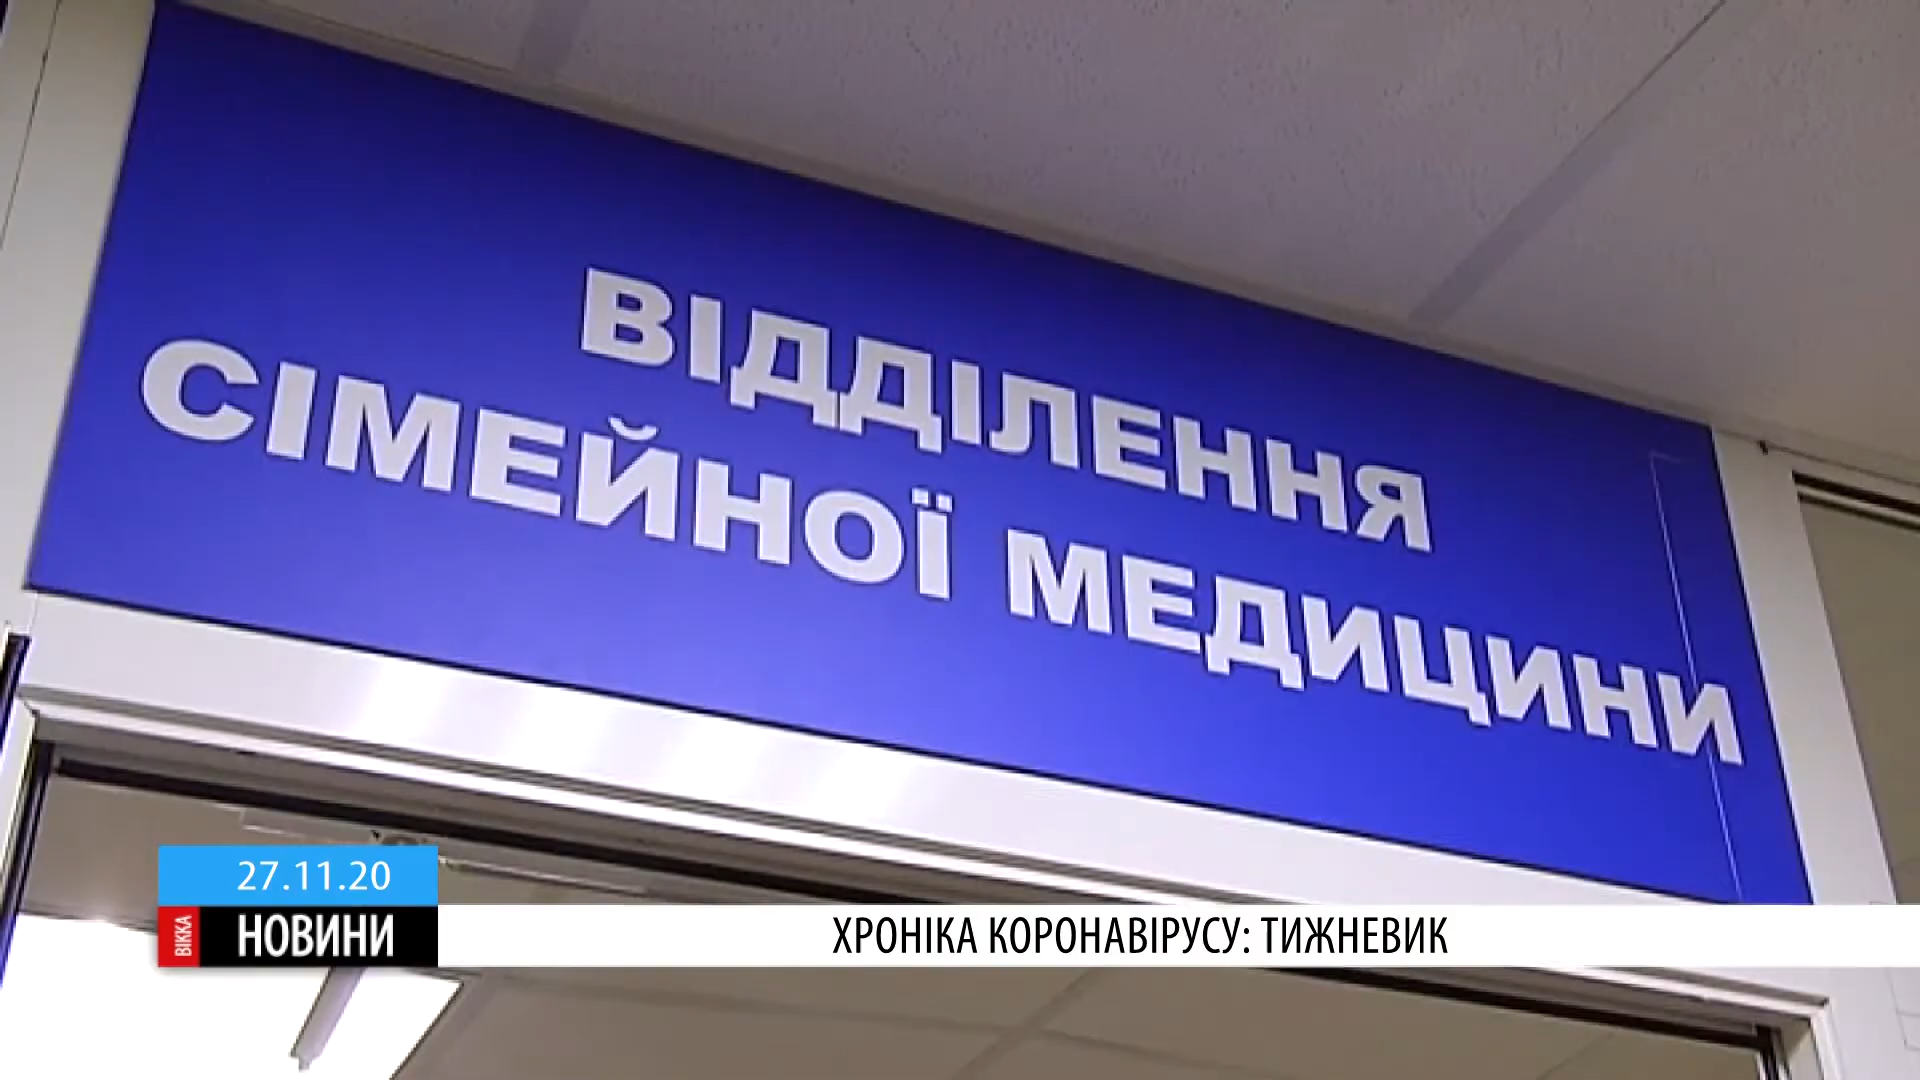 ВІДДІЛЕННЯ
СІМЕЙНОЇ МЕДИЦИНИ
27.11.20
ВІККА НОВИНИ
ХРОНІКА КОРОНАВІРУСУ: ТИЖНЕВИК